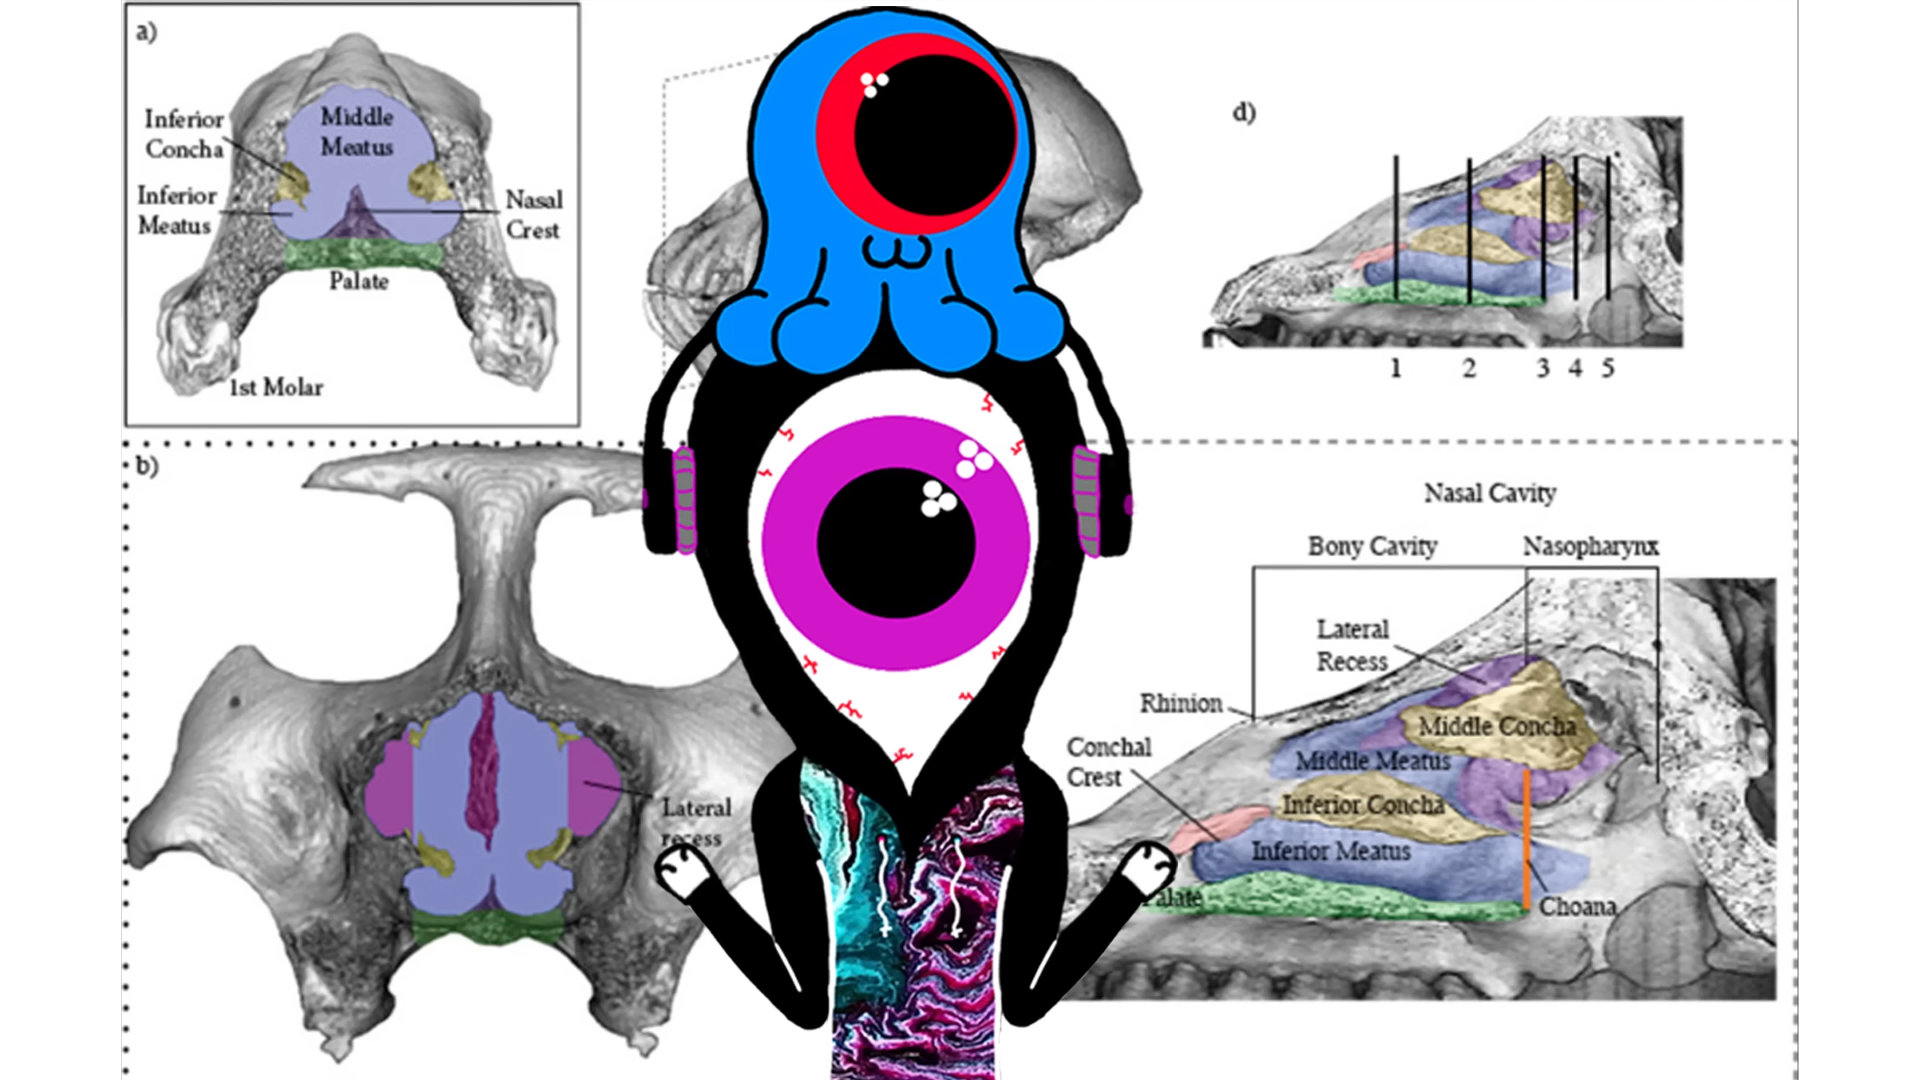 a)
Inferior
Concha
Middle
Meatus
Inferior
Meatus
Nasal
Crest
Palate
1st Molar
d)
1 2 3 4 5
b)
Lateral
recess
Nasal Cavity
Bony Cavity
Nasopharynx
Lateral
Recess
Rhinion
Middle Concha
Conchal
Crest
Middle Meatus
Inferior Concha
Inferior Meatus
Palate
Choana